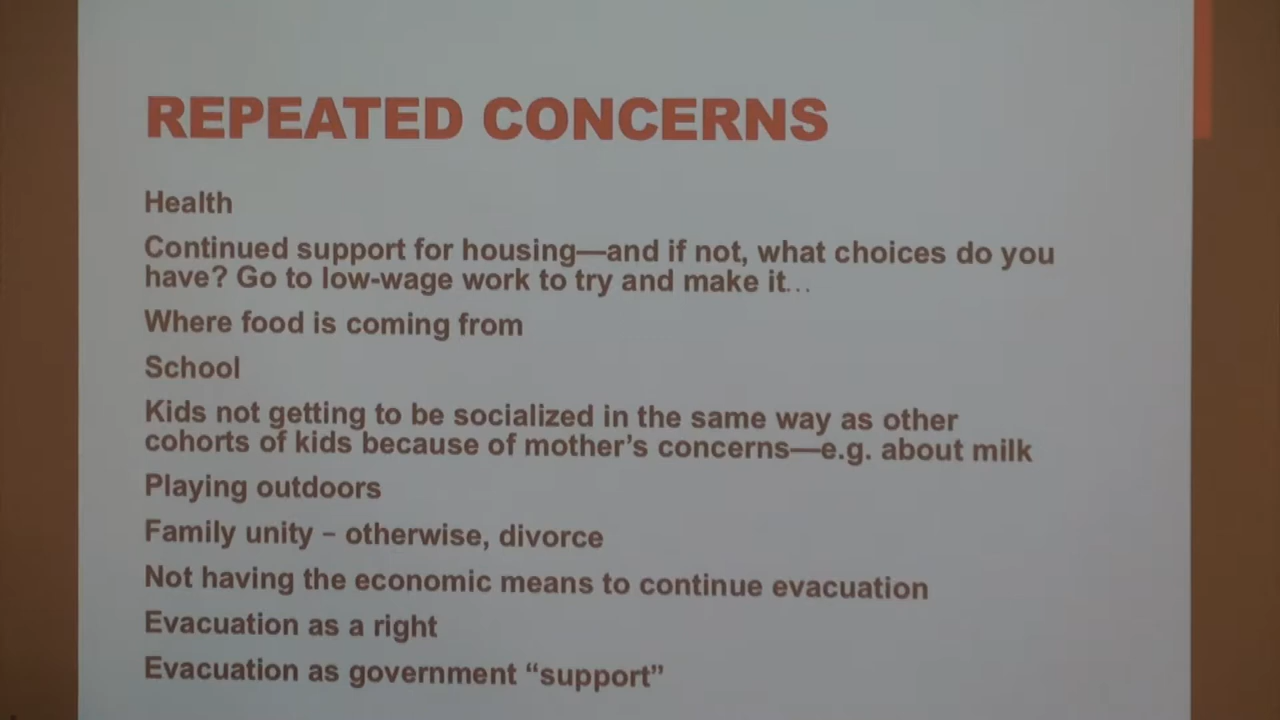 REPEATED CONCERNS
Health
Continued support for housing—and if not, what choices do you
have? Go to low-wage work to try and make it…
Where food is coming from
School
Kids not getting to be socialized in the same way as other
cohorts of kids because of mother’s concerns—e.g. about milk
Playing outdoors
Family unity – otherwise, divorce
Not having the economic means to continue evacuation
Evacuation as a right
Evacuation as government “support”